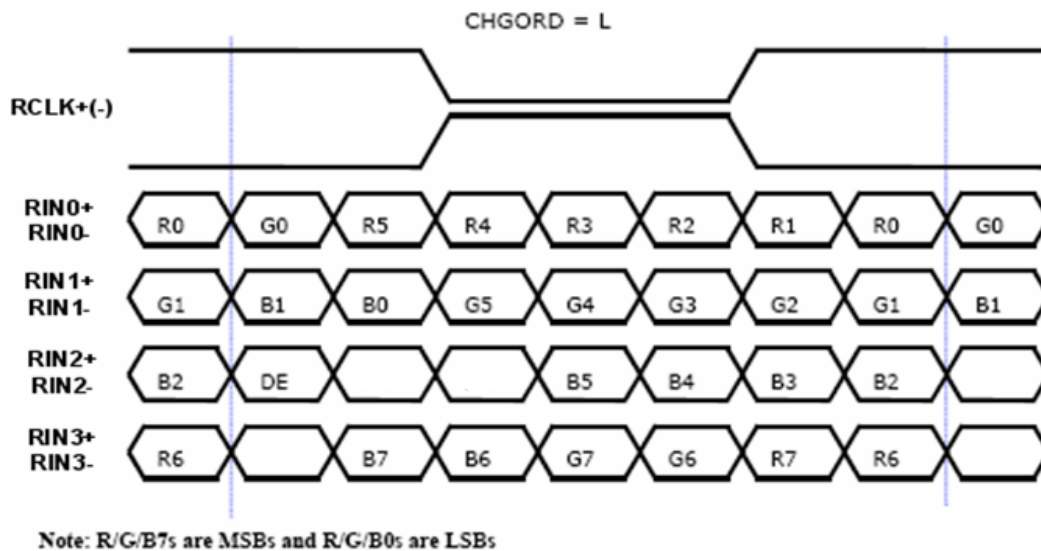 CHGORD = L
RCLK+(-)
RIN0+
RIN0-
R0 G0 R5 R4 R3 R2 R1 R0 G0
RIN1+
RIN1-
G1 B1 B0 G5 G4 G3 G2 G1 B1
RIN2+
RIN2-
B2 DE B5 B4 B3 B2
RIN3+
RIN3-
R6 B7 B6 G7 G6 R7 R6
Note: R/G/B7s are MSBs and R/G/B0s are LSBs